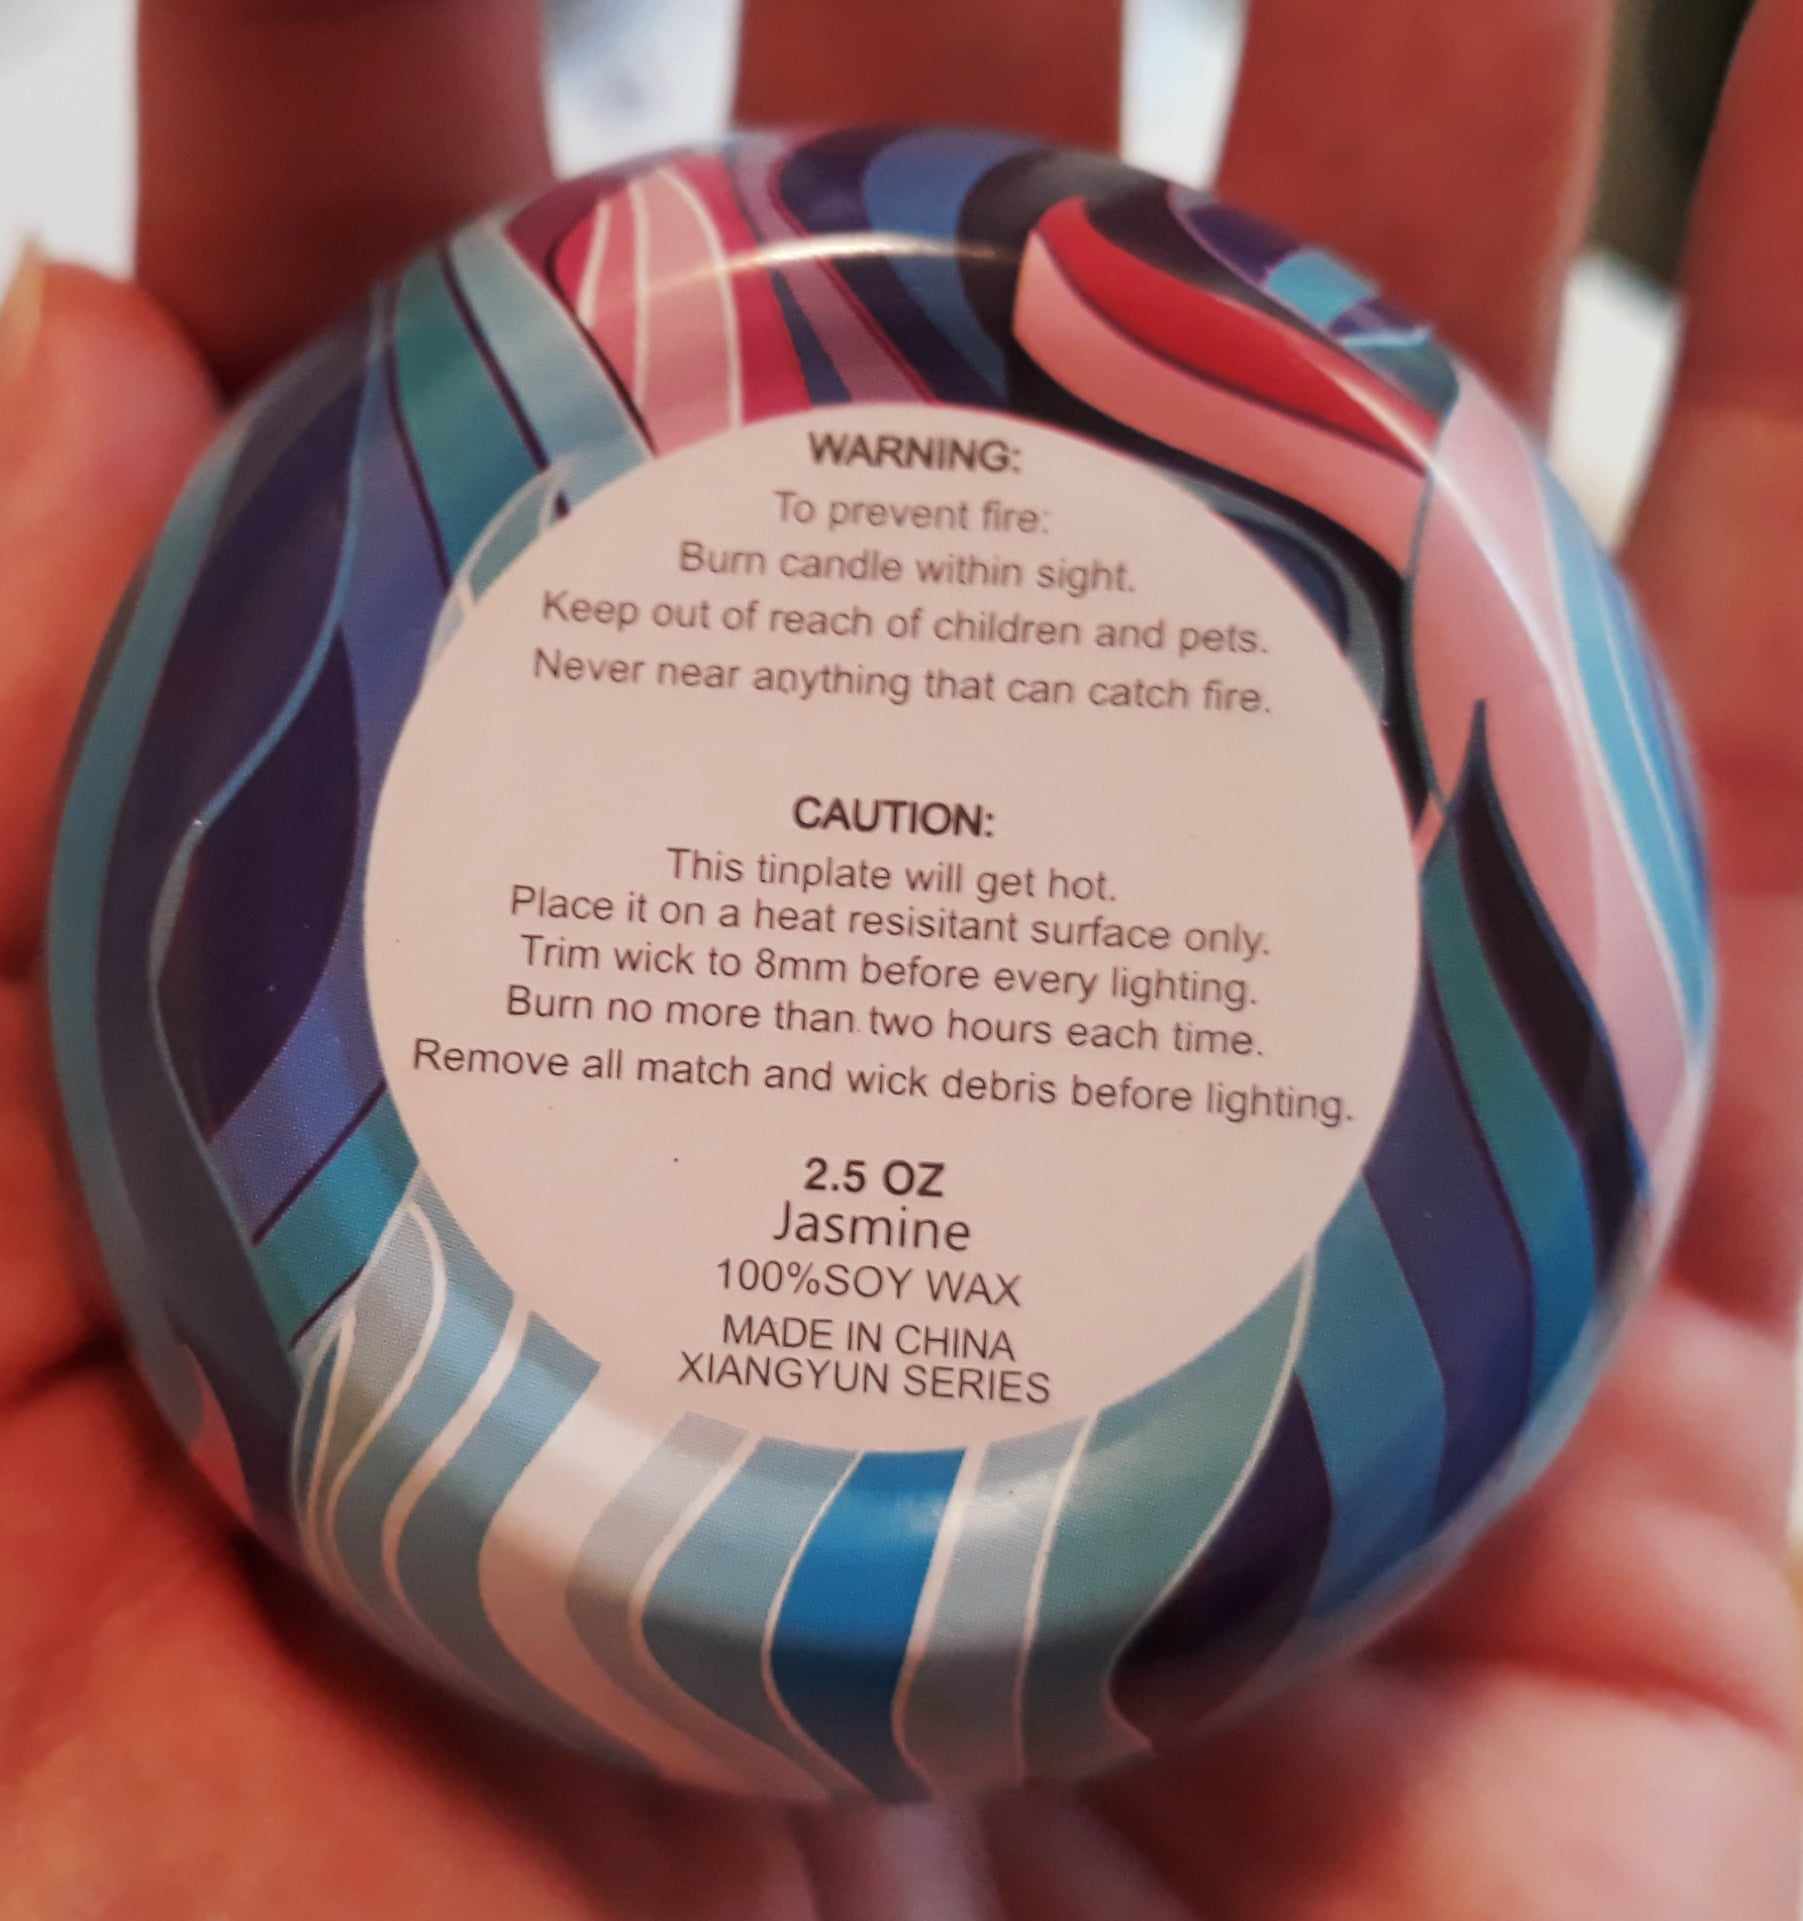 WARNING:
To prevent fire:
Burn candle within sight.
Keep out of reach of children and pets.
Never near anything that can catch fire.
CAUTION:
This tinplate will get hot.
Place it on a heat resisitant surface only.
Trim wick to 8mm before every lighting.
Burn no more than two hours each time.
Remove all match and wick debris before lighting.
2.5 OZ
Jasmine
100%SOY WAX
MADE IN CHINA
XIANGYUN SERIES